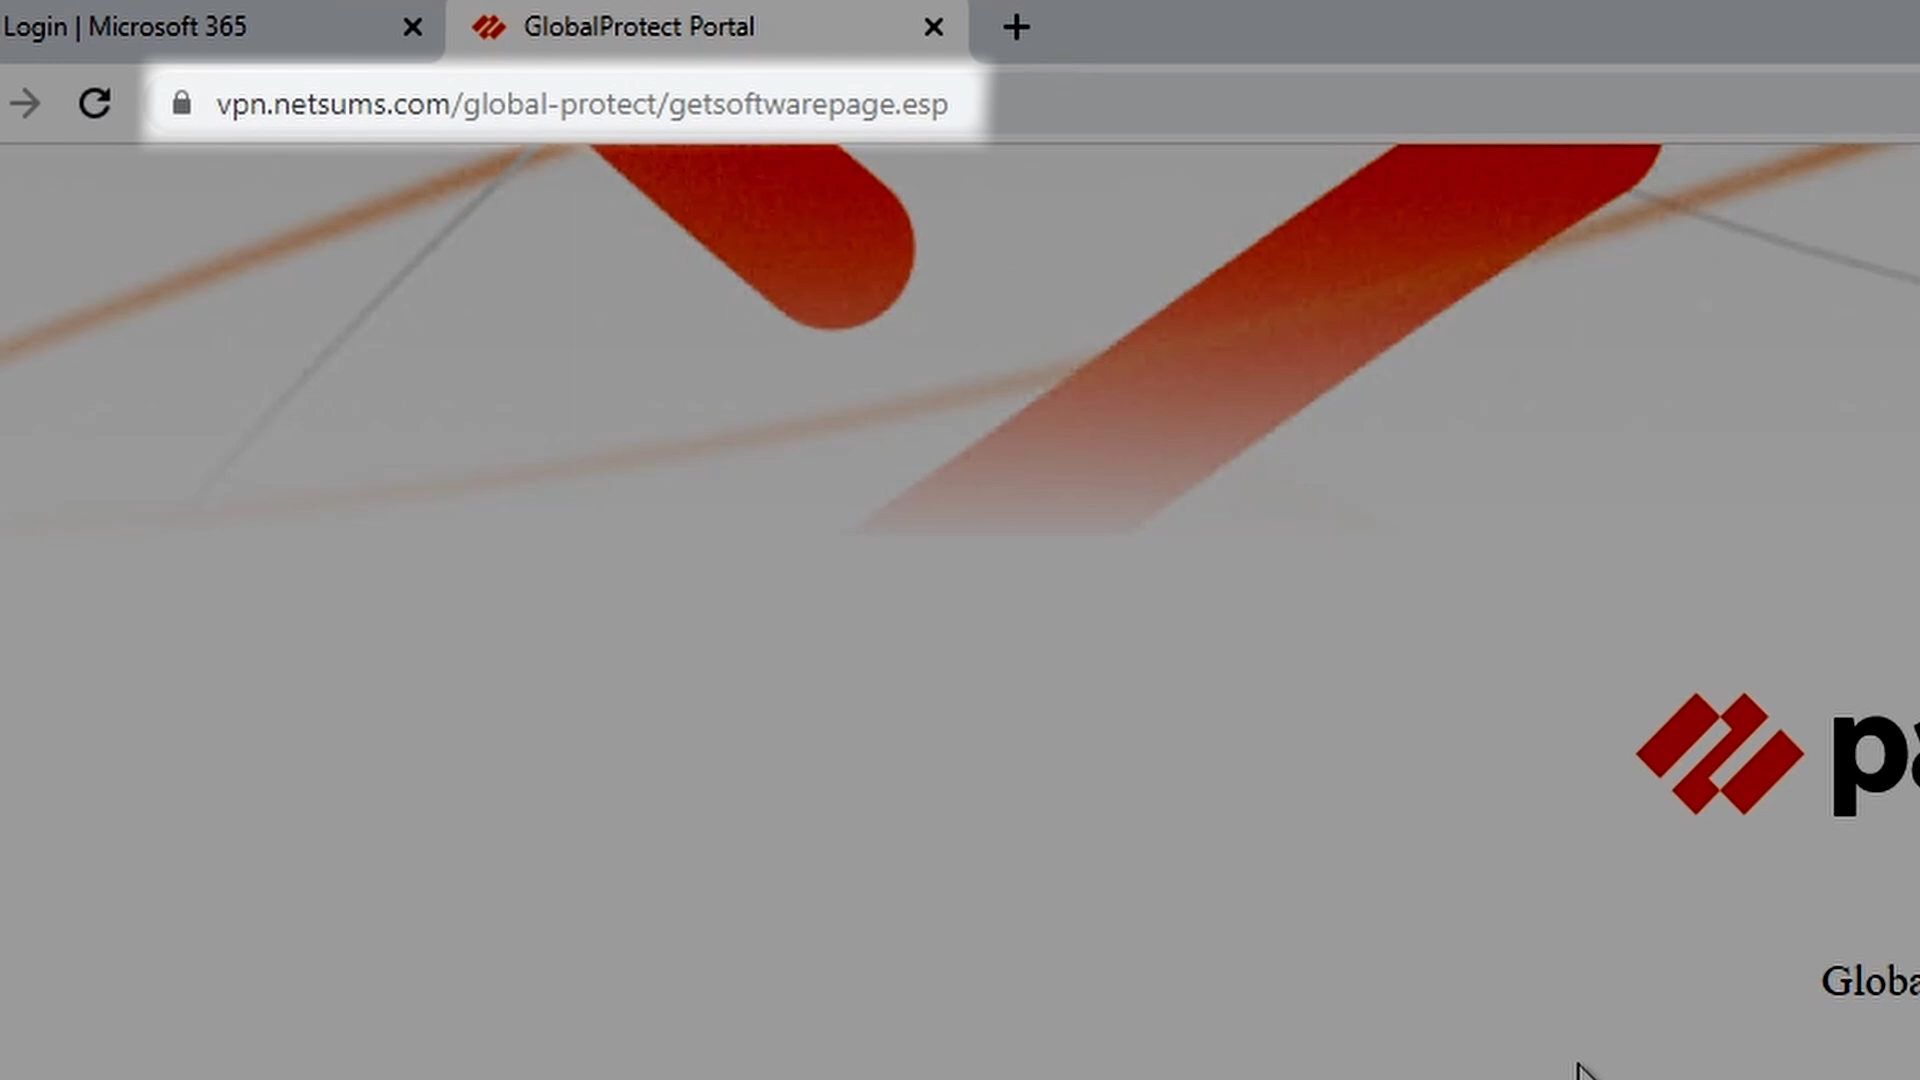 Login | Microsoft 365
GlobalProtect Portal
vpn.netsums.com/global-protect/getsoftwarepage.esp